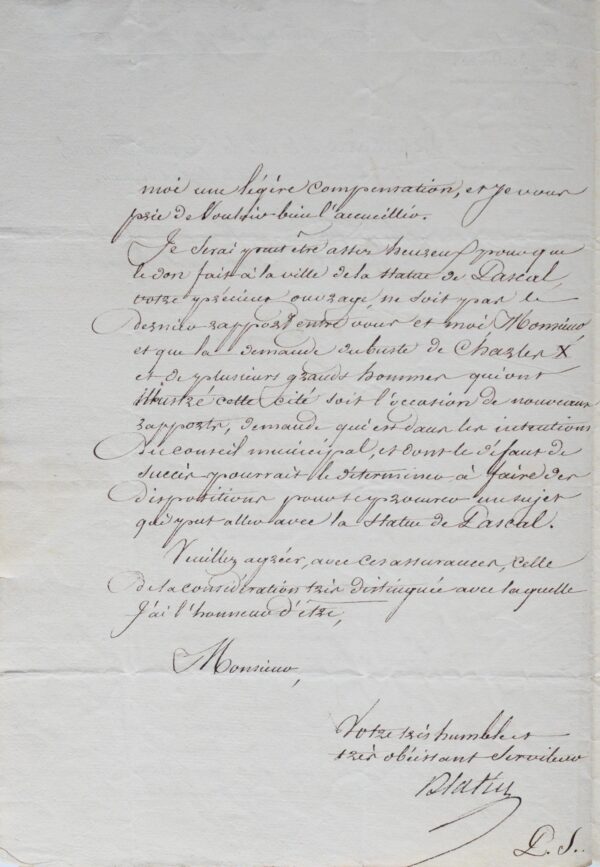 moi une légère compensation, et je vous
prie de vouloir bien l'accueillir.
Je serai peut être assez heureux pour que
le don fait à la ville de la statue de Pascal,
votre précieux ouvrage ne soit pas le
dernier rapport entre vous et moi Monsieur
et que la demande du buste de Charles X
et de plusieurs grands hommes qui ont
illustré cette cité soit l'occasion de nouveaux
rapports, demande qui est dans les intentions
du conseil municipal, et dont le défaut de
succès pourrait le déterminer à faire des
dispositions pour se procurer un sujet
qui put aller avec la statue de Pascal.
Veuillez agréer, avec ces assurances, celle
de la considération très distinguée avec laquelle
j'ai l'honneur d'être,
Monsieur,
Votre très humble et
très obéissant Serviteur
Blatin
P. S.